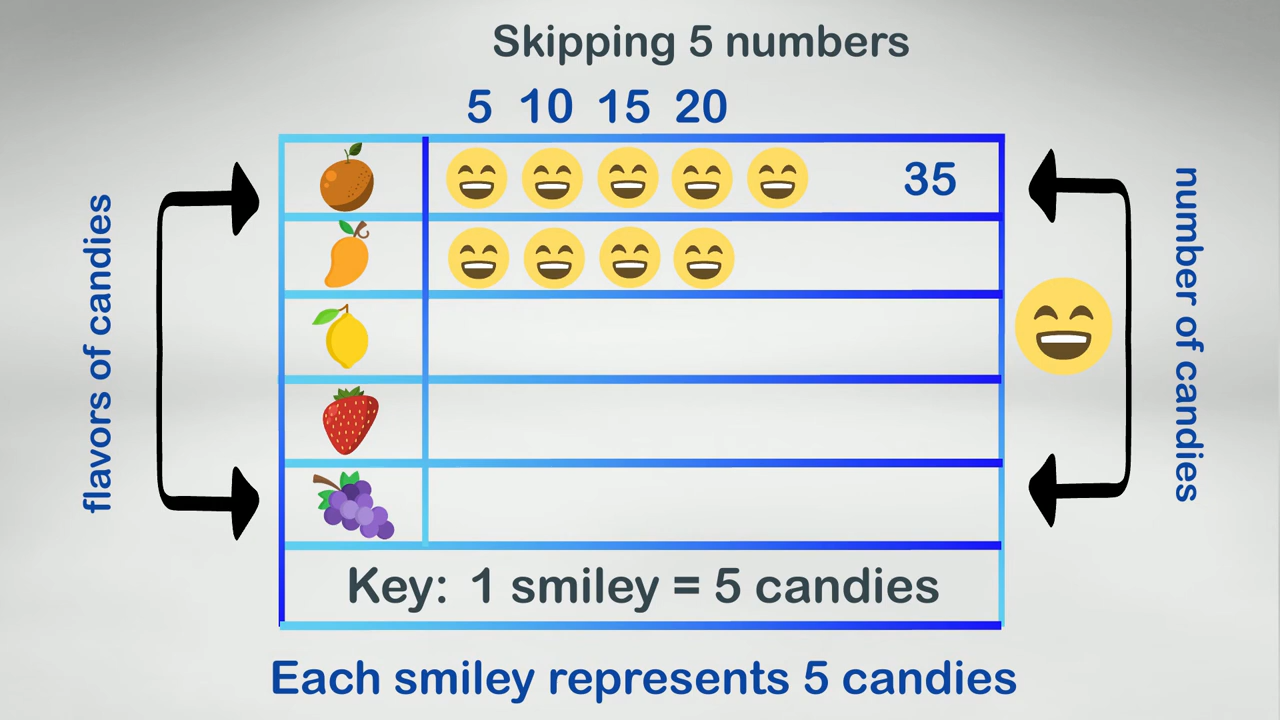 Skipping 5 numbers
5 10 15 20
35
flavors of candies
number of candies
Key: 1 smiley = 5 candies
Each smiley represents 5 candies